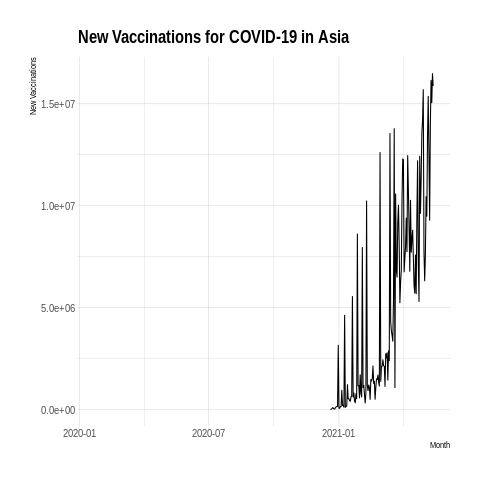 New Vaccinations for COVID-19 in Asia
New Vaccinations
1.5e+07
1.0e+07
5.0e+06
0.0e+00
2020-01
2020-07
2021-01
Month